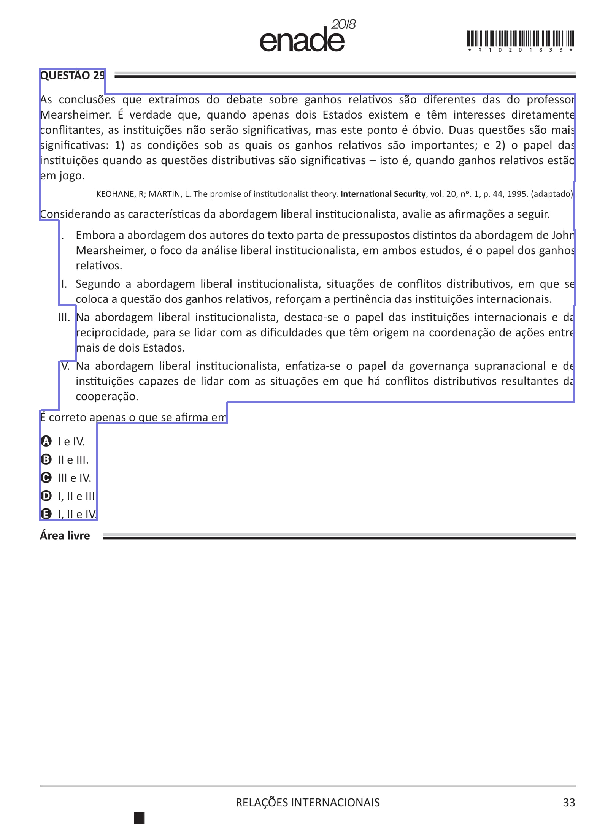 enade2018
*R1020183 3*
QUESTÃO 29
As conclusões que extraímos do debate sobre ganhos relativos são diferentes das do professor
Mearsheimer. É verdade que, quando apenas dois Estados existem e têm interesses diretamente
conflitantes, as instituições não serão significativas, mas este ponto é óbvio. Duas questões são mais
significativas: 1) as condições sob as quais os ganhos relativos são importantes; e 2) o papel das
instituições quando as questões distributivas são significativas – isto é, quando ganhos relativos estão
em jogo.
KEOHANE, R; MARTIN, L. The promise of institutionalist theory. International Security, vol. 20, nº. 1, p. 44, 1995. (adaptado)
Considerando as características da abordagem liberal institucionalista, avalie as afirmações a seguir.
I. Embora a abordagem dos autores do texto parta de pressupostos distintos da abordagem de John
Mearsheimer, o foco da análise liberal institucionalista, em ambos estudos, é o papel dos ganhos
relativos.
II. Segundo a abordagem liberal institucionalista, situações de conflitos distributivos, em que se
coloca a questão dos ganhos relativos, reforçam a pertinência das instituições internacionais.
III. Na abordagem liberal institucionalista, destaca-se o papel das instituições internacionais e da
reciprocidade, para se lidar com as dificuldades que têm origem na coordenação de ações entre
mais de dois Estados.
IV. Na abordagem liberal institucionalista, enfatiza-se o papel da governança supranacional e de
instituições capazes de lidar com as situações em que há conflitos distributivos resultantes da
cooperação.
É correto apenas o que se afirma em
A I e IV.
B II e III.
C III e IV.
D I, II e III
E I, II e IV.
Área livre
RELAÇÕES INTERNACIONAIS 33